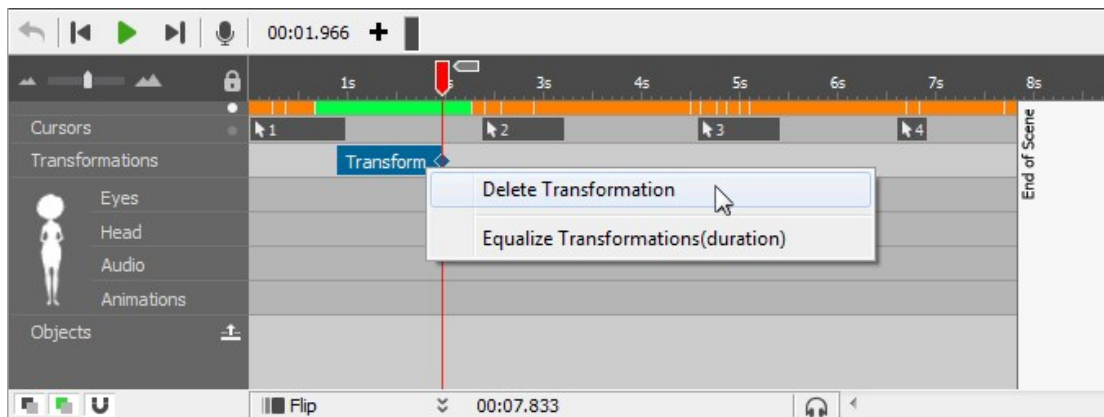 00:01.966
1s 3s 4s 5s 6s 7s 8s
Cursors 1 2 3 4
Transformations Transform
Delete Transformation
Equalize Transformations(duration)
Eyes
Head
Audio
Animations
Objects
End of Scene
Flip 00:07.833